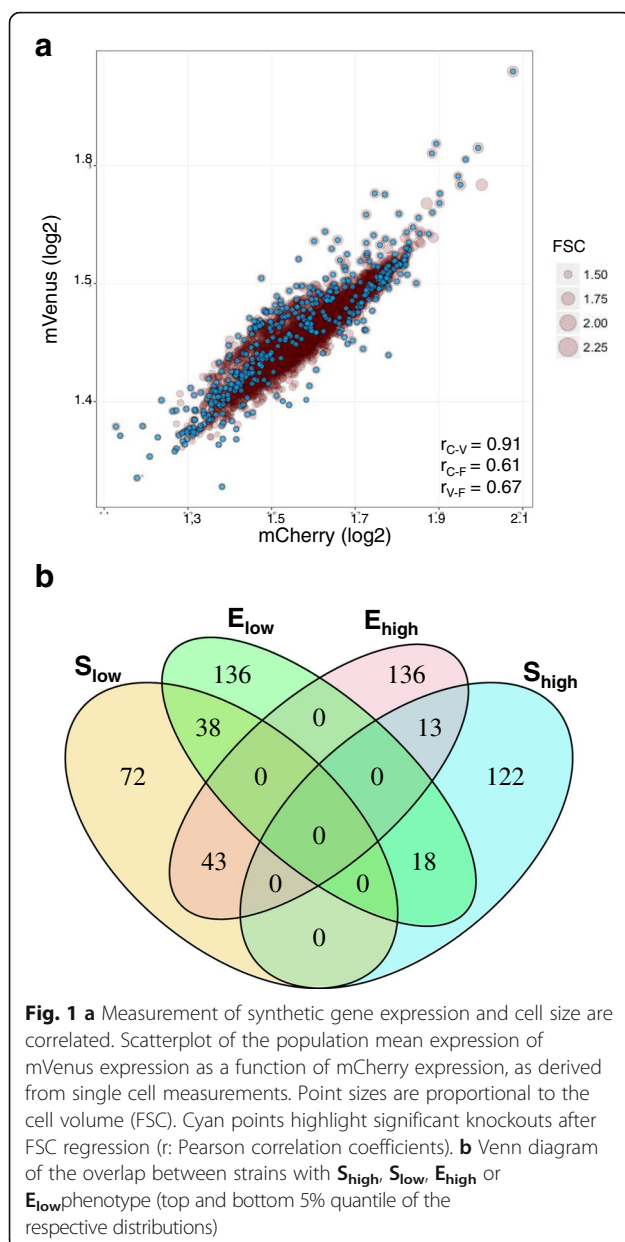 a
mVenus (log2)
1.8
1.5
1.4
1.3
1.5
1.7
1.9
2.1
mCherry (log2)
rC-V = 0.91
rC-F = 0.61
rV-F = 0.67
FSC
1.50
1.75
2.00
2.25
b
Slow
Elow
Ehigh
Shigh
136
136
38
0
13
72
0
0
122
0
43
18
0
0
0
Fig. 1 a Measurement of synthetic gene expression and cell size are
correlated. Scatterplot of the population mean expression of
mVenus expression as a function of mCherry expression, as derived
from single cell measurements. Point sizes are proportional to the
cell volume (FSC). Cyan points highlight significant knockouts after
FSC regression (r: Pearson correlation coefficients). b Venn diagram
of the overlap between strains with Shigh, Slow, Ehigh or
Elowphenotype (top and bottom 5% quantile of the
respective distributions)